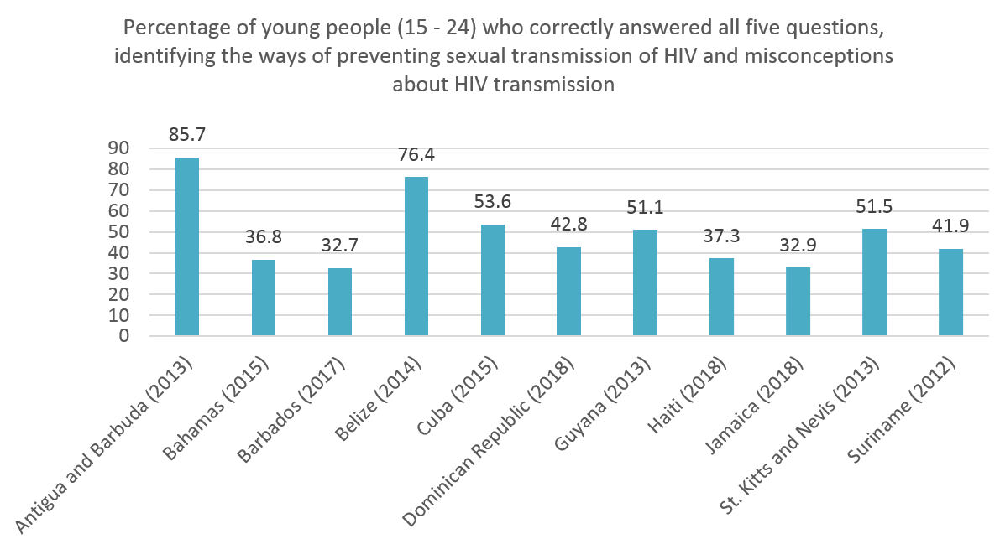 Percentage of young people (15 - 24) who correctly answered all five questions,
identifying the ways of preventing sexual transmission of HIV and misconceptions
about HIV transmission
90
80
70
60
50
40
30
20
10
0
85.7
36.8
32.7
76.4
53.6
42.8
51.1
37.3
32.9
51.5
41.9
Antigua and Barbuda (2013)
Bahamas (2015)
Barbados (2017)
Belize (2014)
Cuba (2015)
Dominican Republic (2018)
Guyana (2013)
Haiti (2018)
Jamaica (2018)
St. Kitts and Nevis (2013)
Suriname (2012)